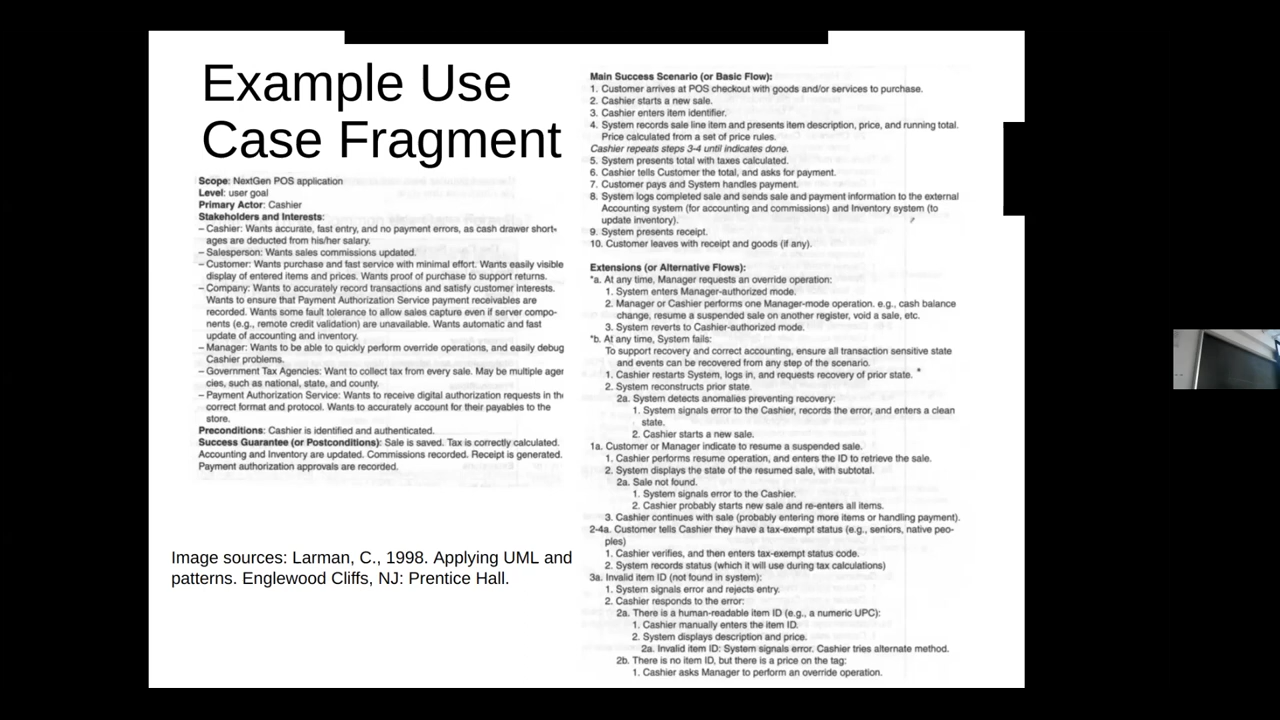 Example Use
Case Fragment
Scope: NextGen POS application
Level: user goal
Primary Actor: Cashier
Stakeholders and Interests:
– Cashier: Wants accurate, fast entry, and no payment errors, as cash drawer short-
ages are deducted from his/her salary.
– Salesperson: Wants sales commissions updated.
– Customer: Wants purchase and fast service with minimal effort. Wants easily visible
display of entered items and prices. Wants proof of purchase to support returns.
– Company: Wants to accurately record transactions and satisfy customer interests.
Wants to ensure that Payment Authorization Service payment receivables are
recorded. Wants some fault tolerance to allow sales capture even if server compo-
nents (e.g., remote credit validation) are unavailable. Wants automatic and fast
update of accounting and inventory.
– Manager: Wants to be able to quickly perform override operations, and easily debug
Cashier problems.
– Government Tax Agencies: Want to collect tax from every sale. May be multiple agen
cies, such as national, state, and county.
– Payment Authorization Service: Wants to receive digital authorization requests in the
correct format and protocol. Wants to accurately account for their payables to the
store.
Preconditions: Cashier is identified and authenticated.
Success Guarantee (or Postconditions): Sale is saved. Tax is correctly calculated.
Accounting and Inventory are updated. Commissions recorded. Receipt is generated.
Payment authorization approvals are recorded.
Image sources: Larman, C., 1998. Applying UML and
patterns. Englewood Cliffs, NJ: Prentice Hall.
Main Success Scenario (or Basic Flow):
1. Customer arrives at POS checkout with goods and/or services to purchase.
2. Cashier starts a new sale.
3. Cashier enters item identifier.
4. System records sale line item and presents item description, price, and running total.
Price calculated from a set of price rules.
Cashier repeats steps 3-4 until indicates done.
5. System presents total with taxes calculated.
6. Cashier tells Customer the total, and asks for payment.
7. Customer pays and System handles payment.
8. System logs completed sale and sends sale and payment information to the external
Accounting system (for accounting and commissions) and Inventory system (to
update inventory).
9. System presents receipt.
10. Customer leaves with receipt and goods (if any).
Extensions (or Alternative Flows):
*a. At any time, Manager requests an override operation:
1. System enters Manager-authorized mode.
2. Manager or Cashier performs one Manager-mode operation. e.g., cash balance
change, resume a suspended sale on another register, void a sale, etc.
3. System reverts to Cashier-authorized mode.
*b. At any time, System fails:
To support recovery and correct accounting, ensure all transaction sensitive state
and events can be recovered from any step of the scenario.
1. Cashier restarts System, logs in, and requests recovery of prior state.
2. System reconstructs prior state.
2a. System detects anomalies preventing recovery:
1. System signals error to the Cashier, records the error, and enters a clean
state.
2. Cashier starts a new sale.
1a. Customer or Manager indicate to resume a suspended sale.
1. Cashier performs resume operation, and enters the ID to retrieve the sale.
2. System displays the state of the resumed sale, with subtotal.
2a. Sale not found.
1. System signals error to the Cashier.
2. Cashier probably starts new sale and re-enters all items.
3. Cashier continues with sale (probably entering more items or handling payment).
2-4a. Customer tells Cashier they have a tax-exempt status (e.g., seniors, native peo-
ples)
1. Cashier verifies, and then enters tax-exempt status code.
2. System records status (which it will use during tax calculations)
3a. Invalid item ID (not found in system):
1. System signals error and rejects entry.
2. Cashier responds to the error:
2a. There is a human-readable item ID (e.g., a numeric UPC):
1. Cashier manually enters the item ID.
2. System displays description and price.
2a. Invalid item ID: System signals error. Cashier tries alternate method.
2b. There is no item ID, but there is a price on the tag:
1. Cashier asks Manager to perform an override operation.